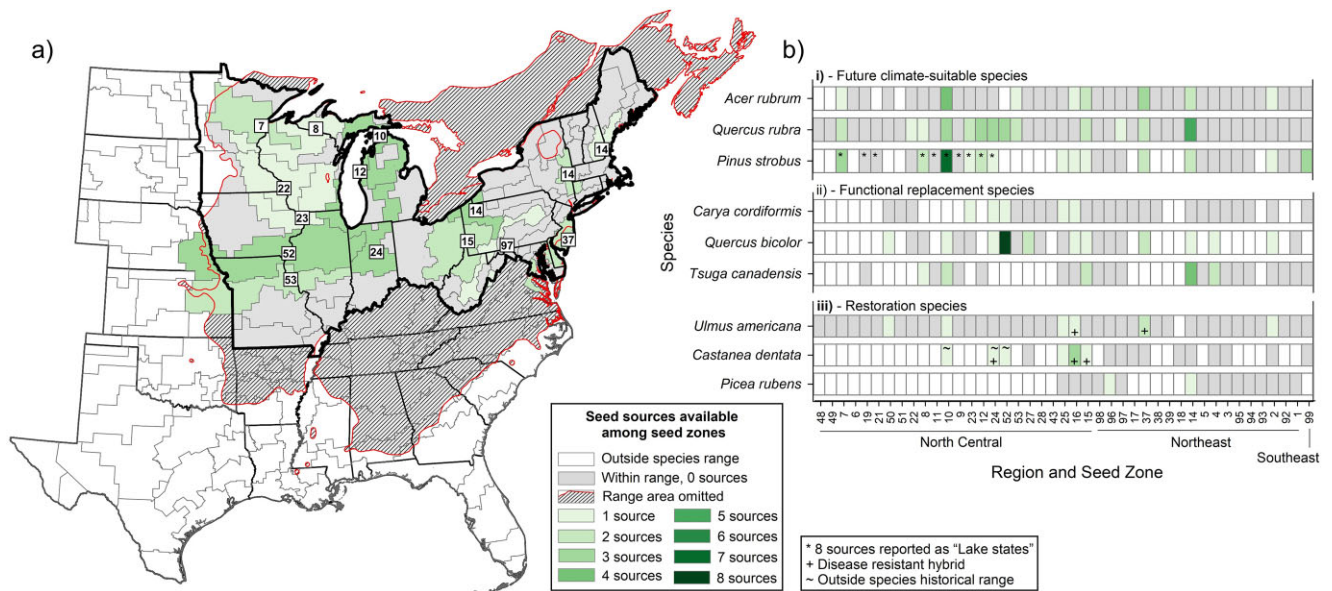 a)
7
8
10
14
12
14
22
14
23
15
97
37
52
24
53
Seed sources available
among seed zones
Outside species range
Within range, 0 sources
Range area omitted
1 source
2 sources
3 sources
4 sources
5 sources
6 sources
7 sources
8 sources
b)
i) - Future climate-suitable species
Acer rubrum
Quercus rubra
Pinus strobus
* * * * * * * * * *
ii) - Functional replacement species
Carya cordiformis
Quercus bicolor
Tsuga canadensis
iii) - Restoration species
Ulmus americana
+ +
Castanea dentata
~ ~ ~
+ + +
Picea rubens
Species
48 49 7 6 19 21 50 51 22 8 11 10 9 23 12 24 52 53 27 28 43 25 16 15 98 96 97 17 37 38 39 18 14 5 4 3 95 94 93 2 92 1 99
North Central
Northeast
Southeast
Region and Seed Zone
* 8 sources reported as "Lake states"
+ Disease resistant hybrid
~ Outside species historical range